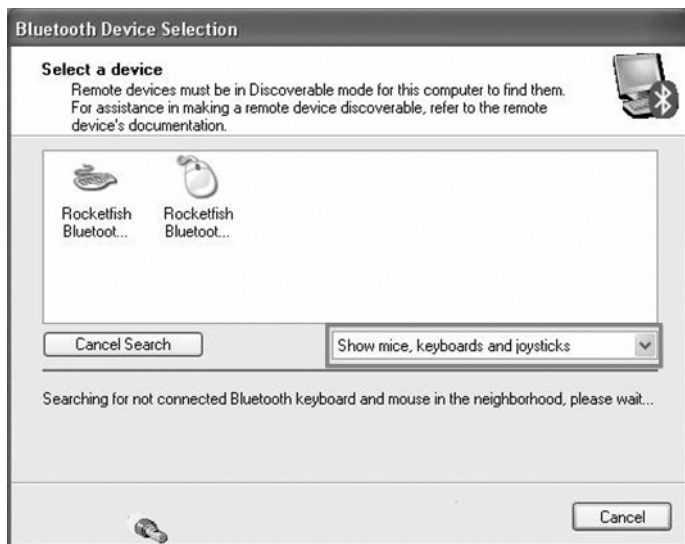 Bluetooth Device Selection
Select a device
Remote devices must be in Discoverable mode for this computer to find them.
For assistance in making a remote device discoverable, refer to the remote
device's documentation.
Rocketfish Rocketfish
Bluetoot... Bluetoot...
Cancel Search Show mice, keyboards and joysticks
Searching for not connected Bluetooth keyboard and mouse in the neighborhood, please wait...
Cancel